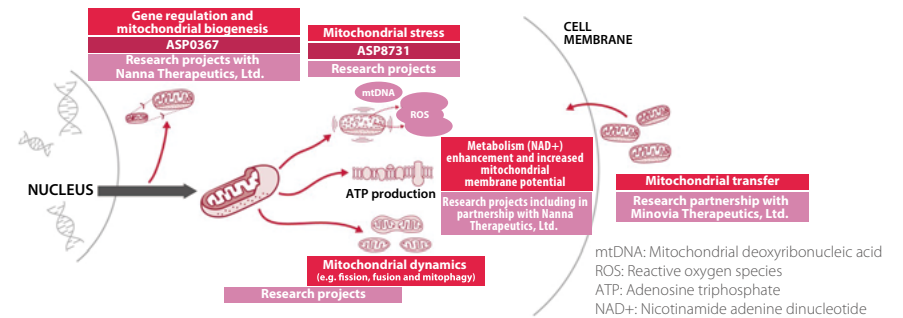 Gene regulation and
mitochondrial biogenesis
ASP0367
Research projects with
Nanna Therapeutics, Ltd.
Mitochondrial stress
ASP8731
Research projects
mtDNA
ROS
CELL
MEMBRANE
NUCLEUS
ATP production
Metabolism (NAD+)
enhancement and increased
mitochondrial
membrane potential
Research projects including in
partnership with Nanna
Therapeutics, Ltd.
Mitochondrial transfer
Research partnership with
Minovia Therapeutics, Ltd.
Mitochondrial dynamics
(e.g. fission, fusion and mitophagy)
Research projects
mtDNA: Mitochondrial deoxyribonucleic acid
ROS: Reactive oxygen species
ATP: Adenosine triphosphate
NAD+: Nicotinamide adenine dinucleotide